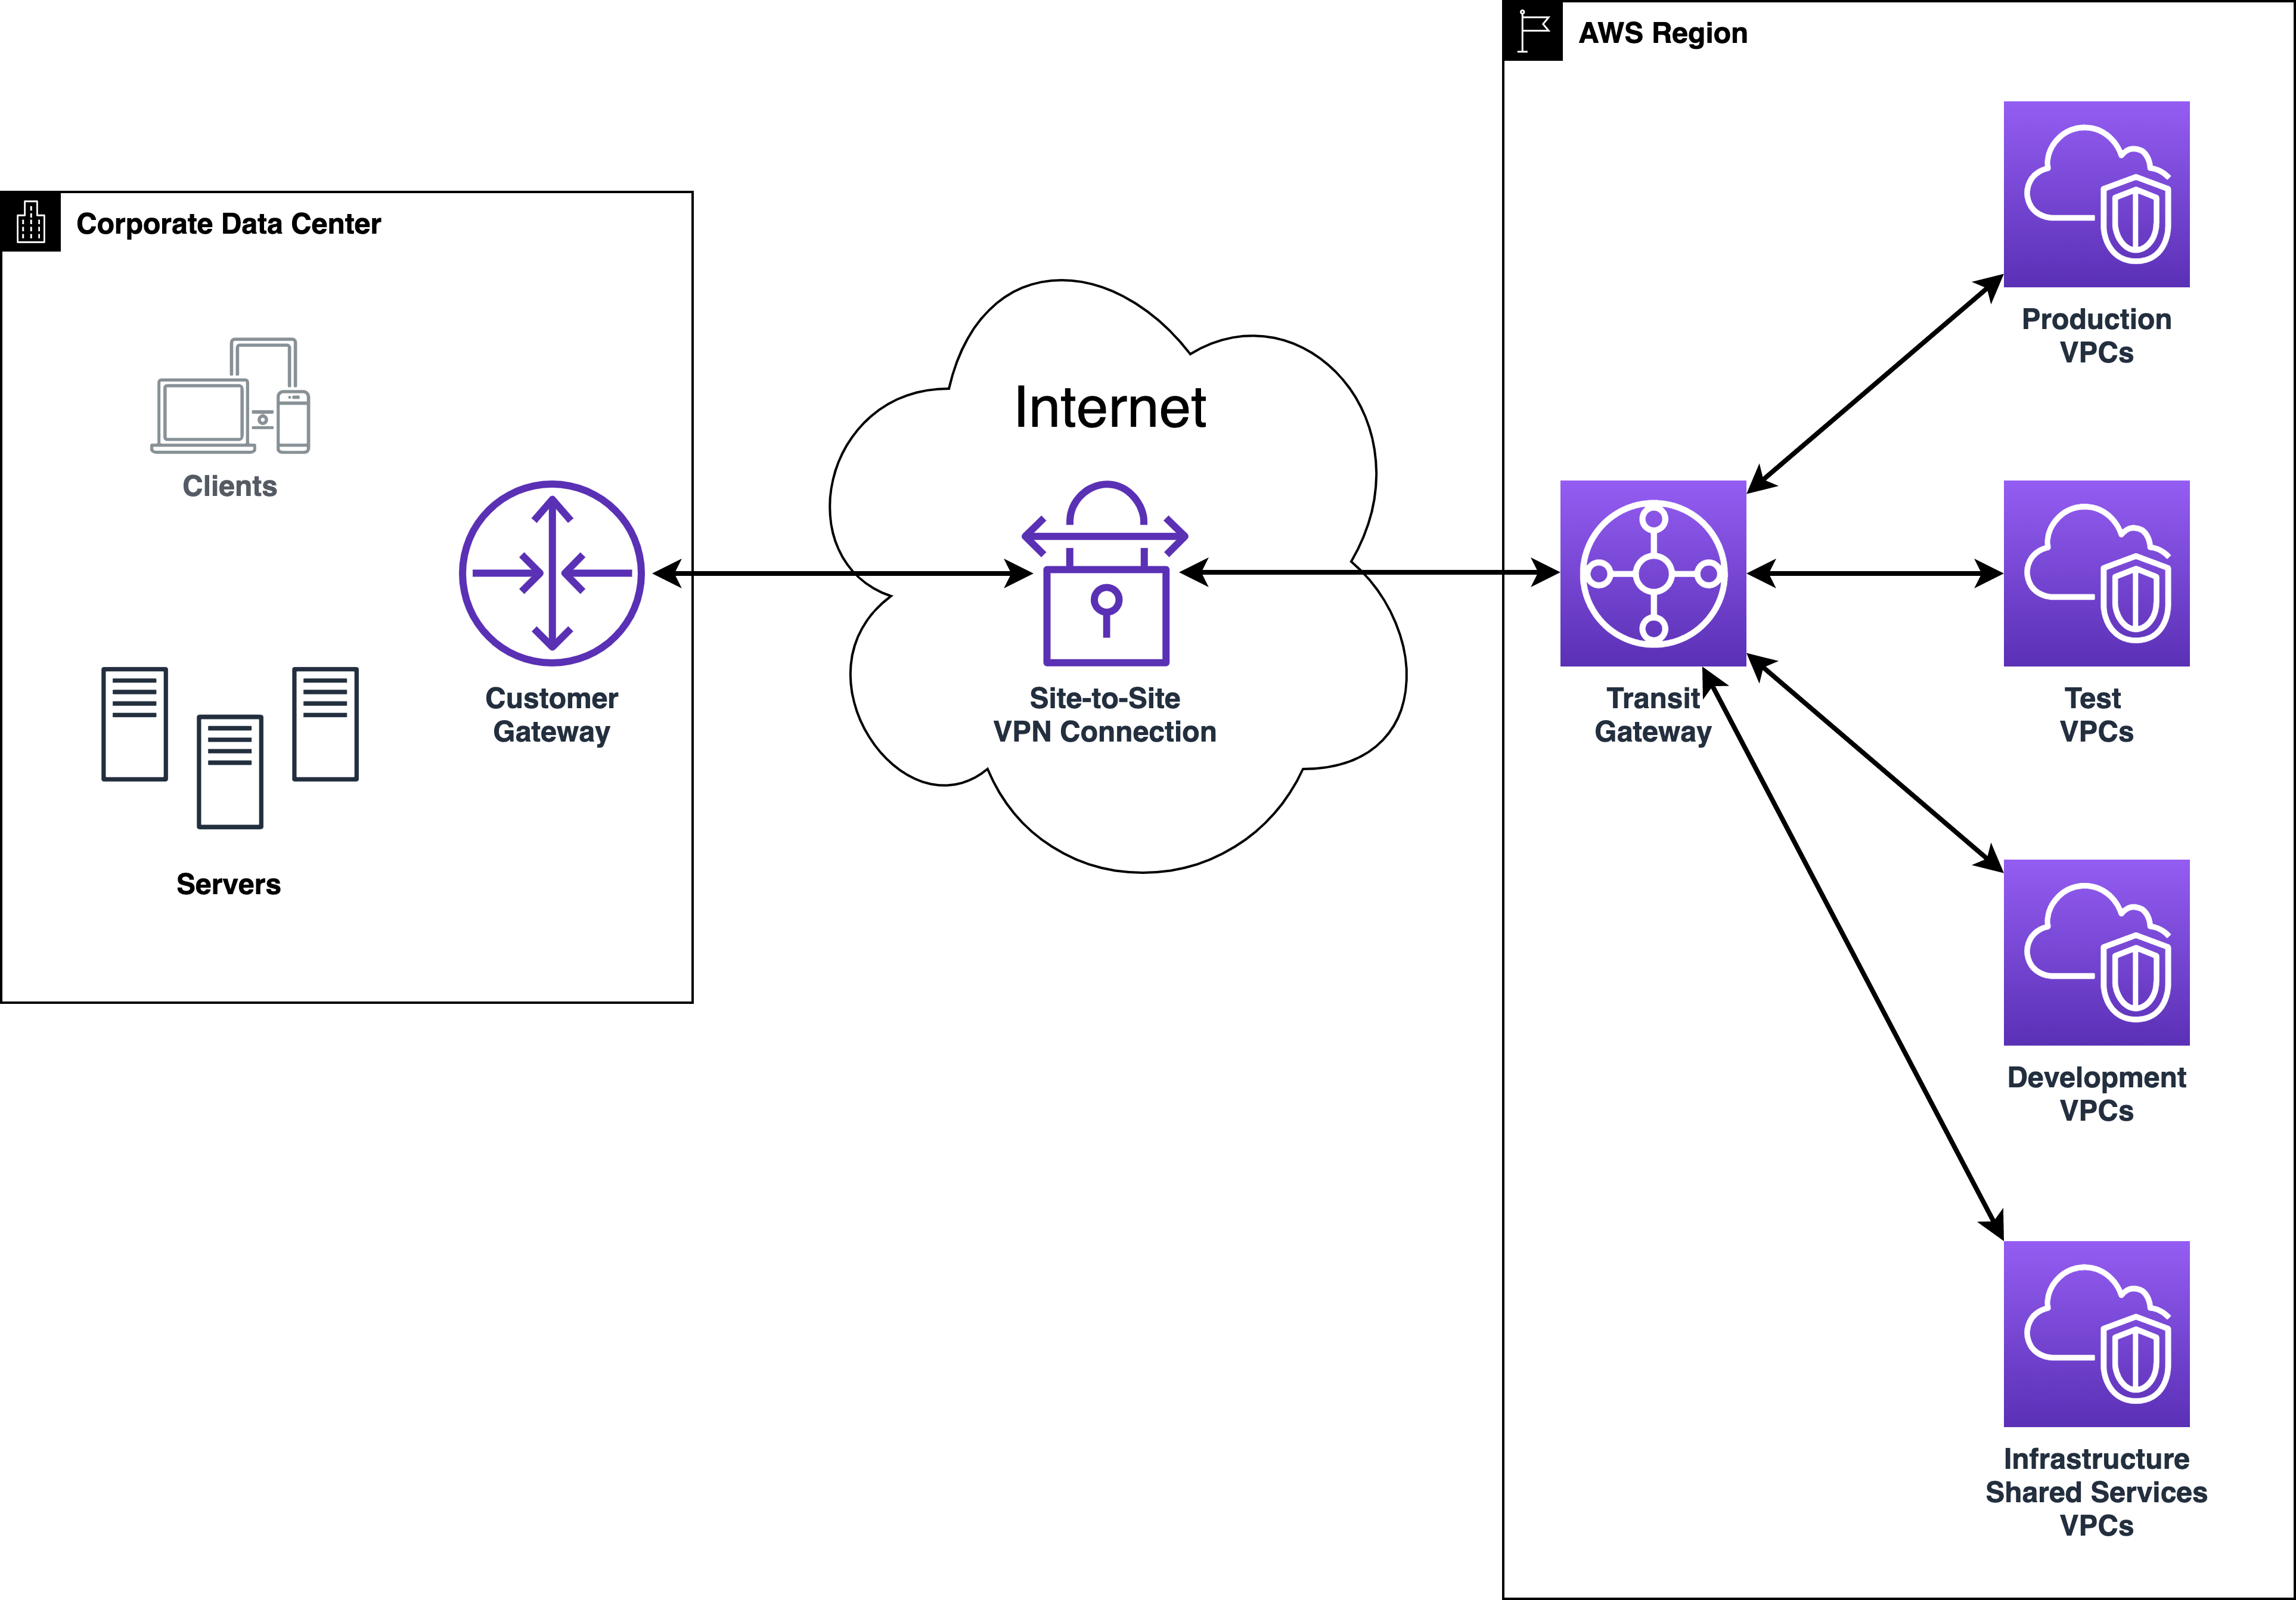 AWS Region
Production
VPCs
Corporate Data Center
Internet
Clients
Customer
Gateway
Site-to-Site
VPN Connection
Transit
Gateway
Test
VPCs
Servers
Development
VPCs
Infrastructure
Shared Services
VPCs